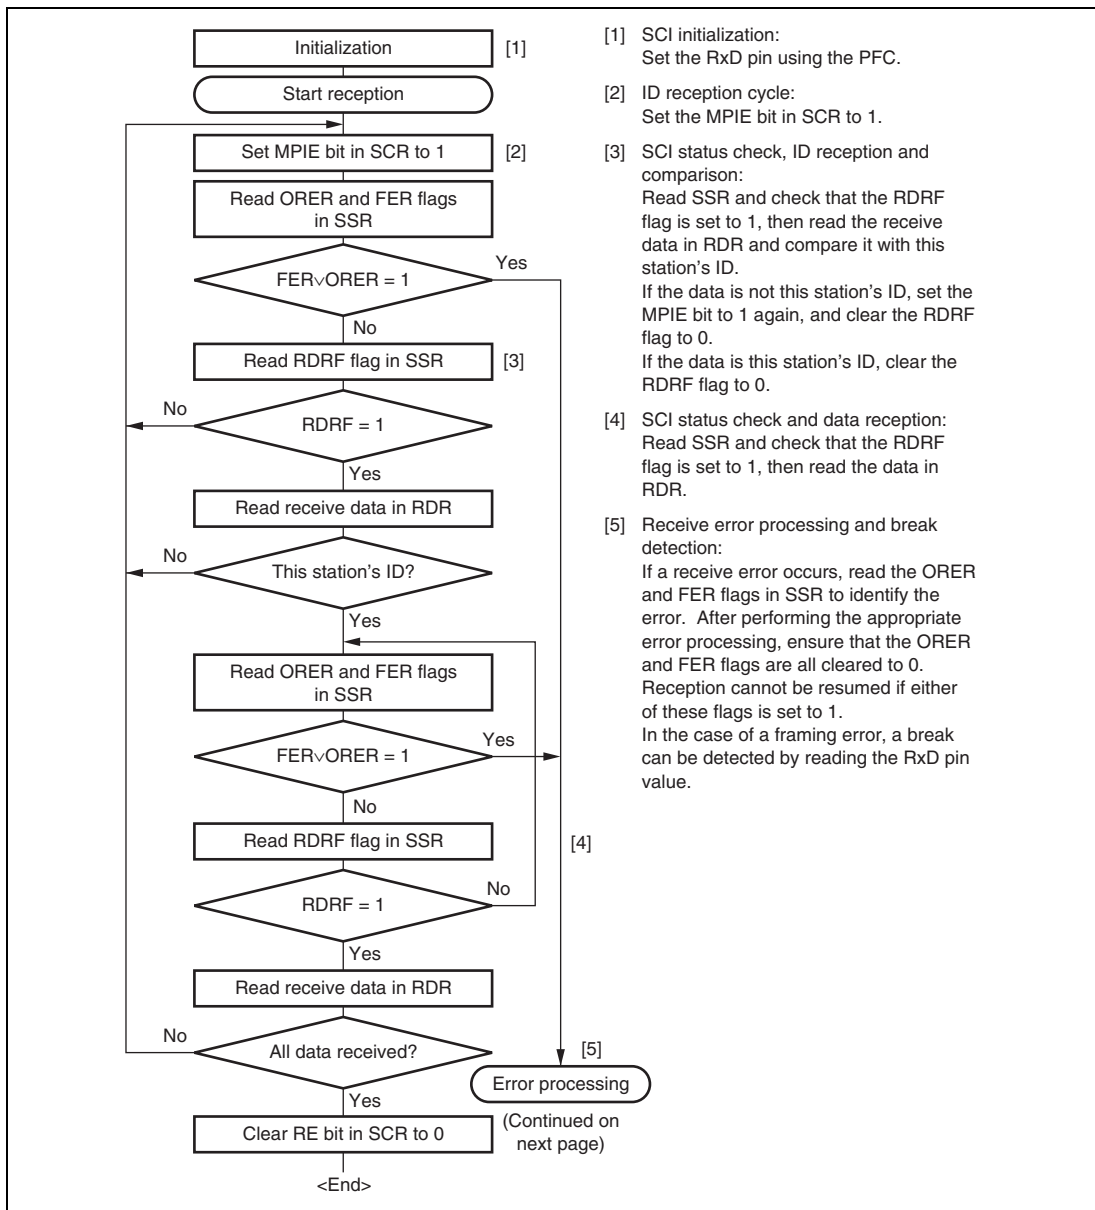 Initialization
[1]
Start reception
Set MPIE bit in SCR to 1
[2]
Read ORER and FER flags
in SSR
FER∨ORER = 1
Yes
No
Read RDRF flag in SSR
[3]
No
RDRF = 1
Yes
Read receive data in RDR
No
This station's ID?
Yes
Read ORER and FER flags
in SSR
FER∨ORER = 1
Yes
No
Read RDRF flag in SSR
[4]
No
RDRF = 1
Yes
Read receive data in RDR
No
All data received?
[5]
Error processing
Yes
(Continued on
next page)
Clear RE bit in SCR to 0
<End>
[1] SCI initialization:
Set the RxD pin using the PFC.
[2] ID reception cycle:
Set the MPIE bit in SCR to 1.
[3] SCI status check, ID reception and
comparison:
Read SSR and check that the RDRF
flag is set to 1, then read the receive
data in RDR and compare it with this
station's ID.
If the data is not this station's ID, set the
MPIE bit to 1 again, and clear the RDRF
flag to 0.
If the data is this station's ID, clear the
RDRF flag to 0.
[4] SCI status check and data reception:
Read SSR and check that the RDRF
flag is set to 1, then read the data in
RDR.
[5] Receive error processing and break
detection:
If a receive error occurs, read the ORER
and FER flags in SSR to identify the
error. After performing the appropriate
error processing, ensure that the ORER
and FER flags are all cleared to 0.
Reception cannot be resumed if either
of these flags is set to 1.
In the case of a framing error, a break
can be detected by reading the RxD pin
value.